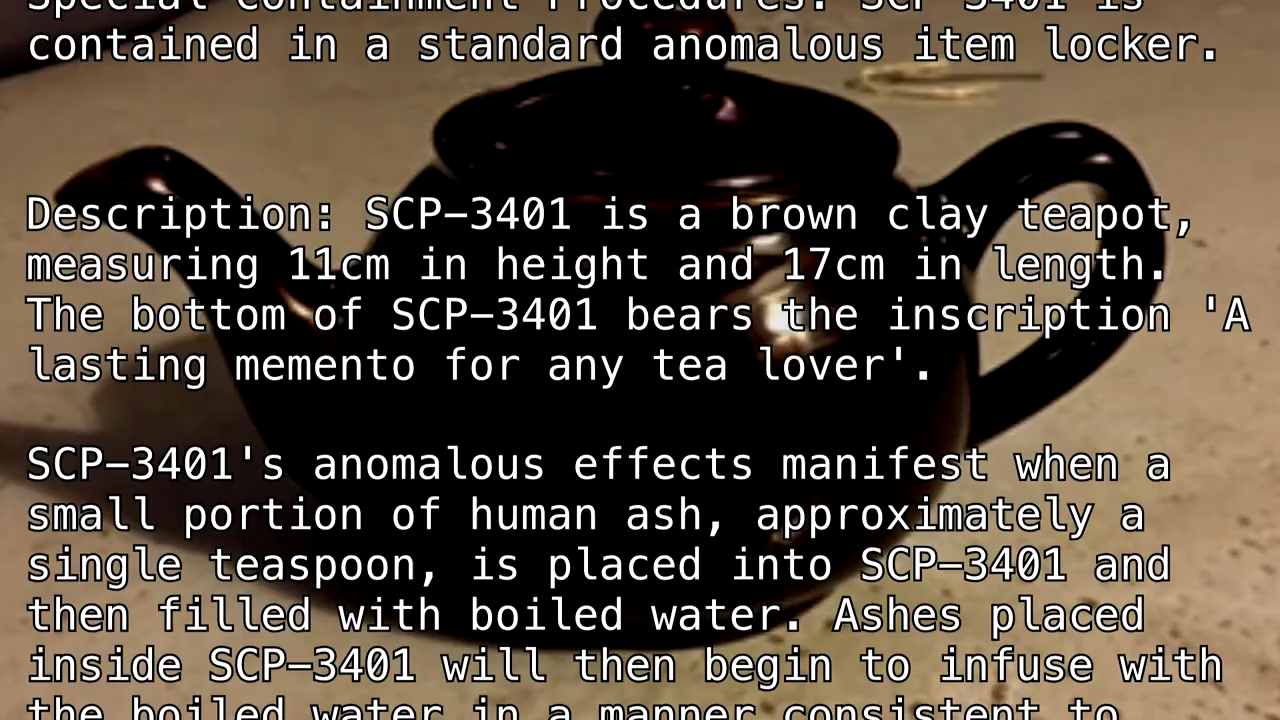 Special Containment Procedures: SCP-3401 is
contained in a standard anomalous item locker.
Description: SCP-3401 is a brown clay teapot,
measuring 11cm in height and 17cm in length.
The bottom of SCP-3401 bears the inscription 'A
lasting memento for any tea lover'.
SCP-3401's anomalous effects manifest when a
small portion of human ash, approximately a
single teaspoon, is placed into SCP-3401 and
then filled with boiled water. Ashes placed
inside SCP-3401 will then begin to infuse with
the boiled water in a manner consistent to